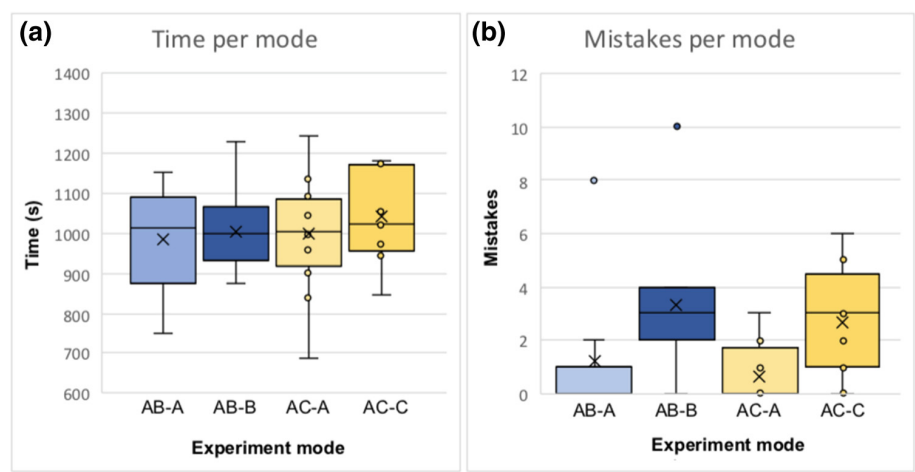 (a)
Time per mode
1400
1300
1200
1100
1000
900
800
700
600
Time (s)
AB-A AB-B AC-A AC-C
Experiment mode
(b)
Mistakes per mode
12
10
8
6
4
2
0
Mistakes
AB-A AB-B AC-A AC-C
Experiment mode